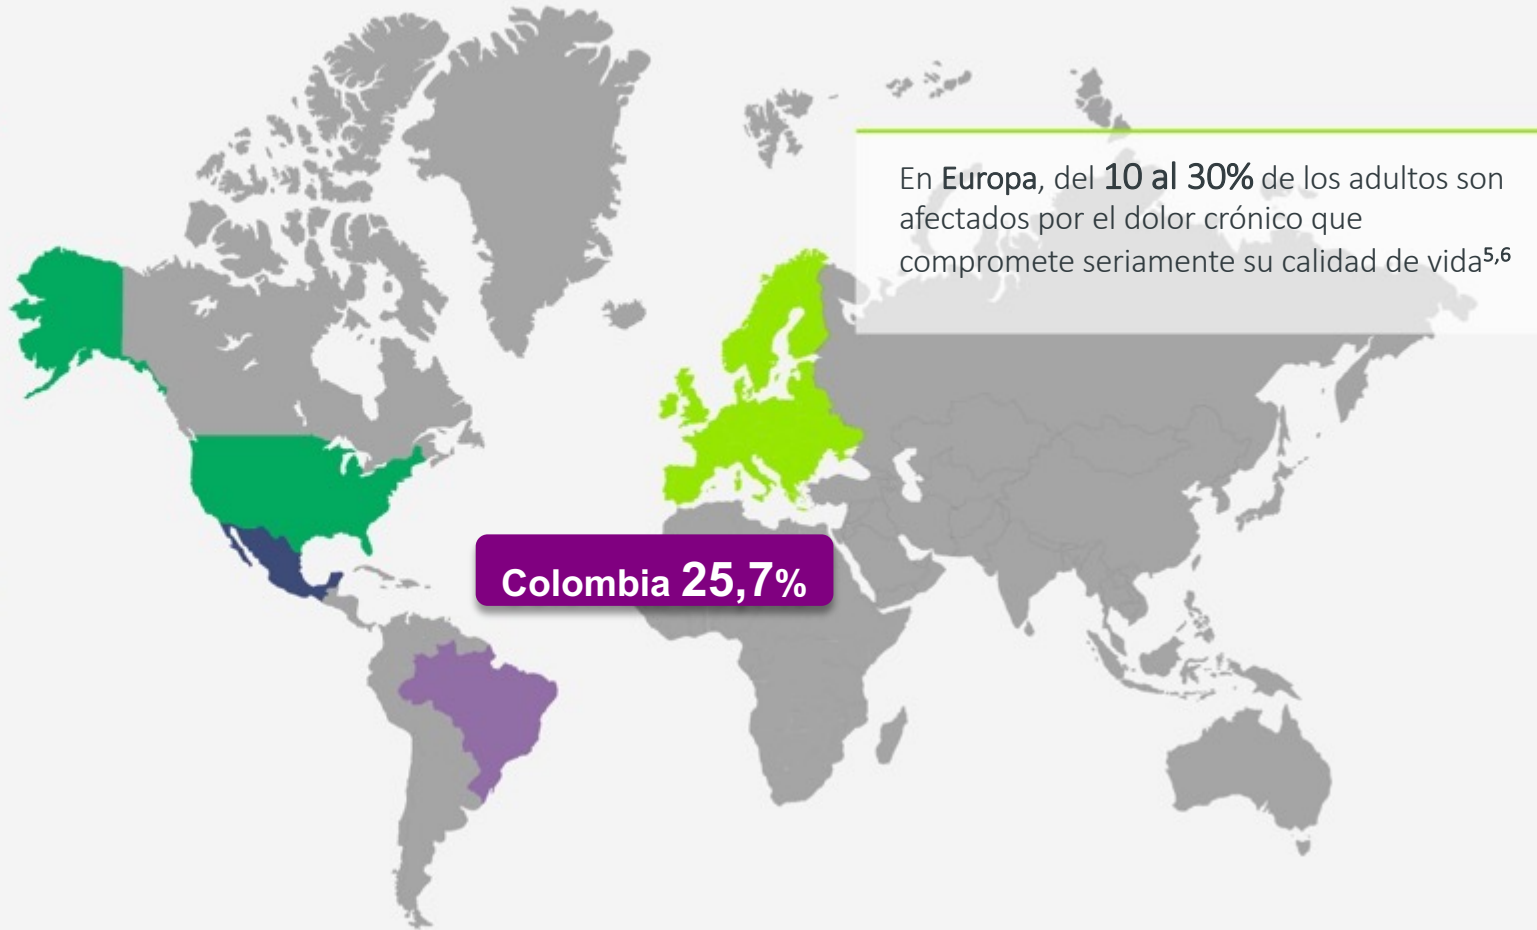 En Europa, del 10 al 30% de los adultos son
afectados por el dolor crónico que
compromete seriamente su calidad de vida5,6
Colombia 25,7%